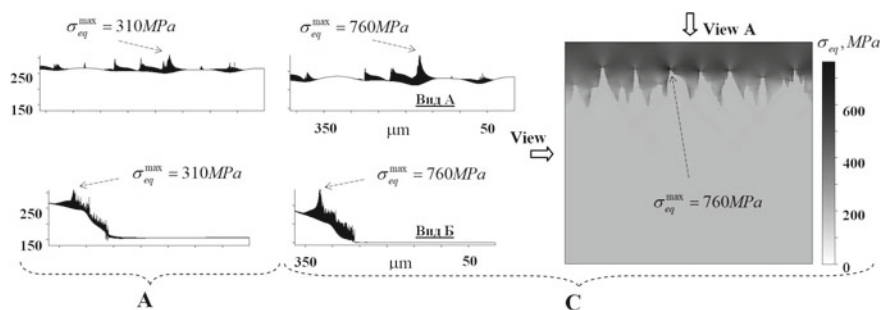 σ_eq^max = 310MPa
σ_eq^max = 760MPa
View A
σ_eq, MPa
250
150
Вид А
350
μm
50
View
600
400
200
0
σ_eq^max = 760MPa
σ_eq^max = 310MPa
σ_eq^max = 760MPa
250
150
Вид Б
350
μm
50
A
C